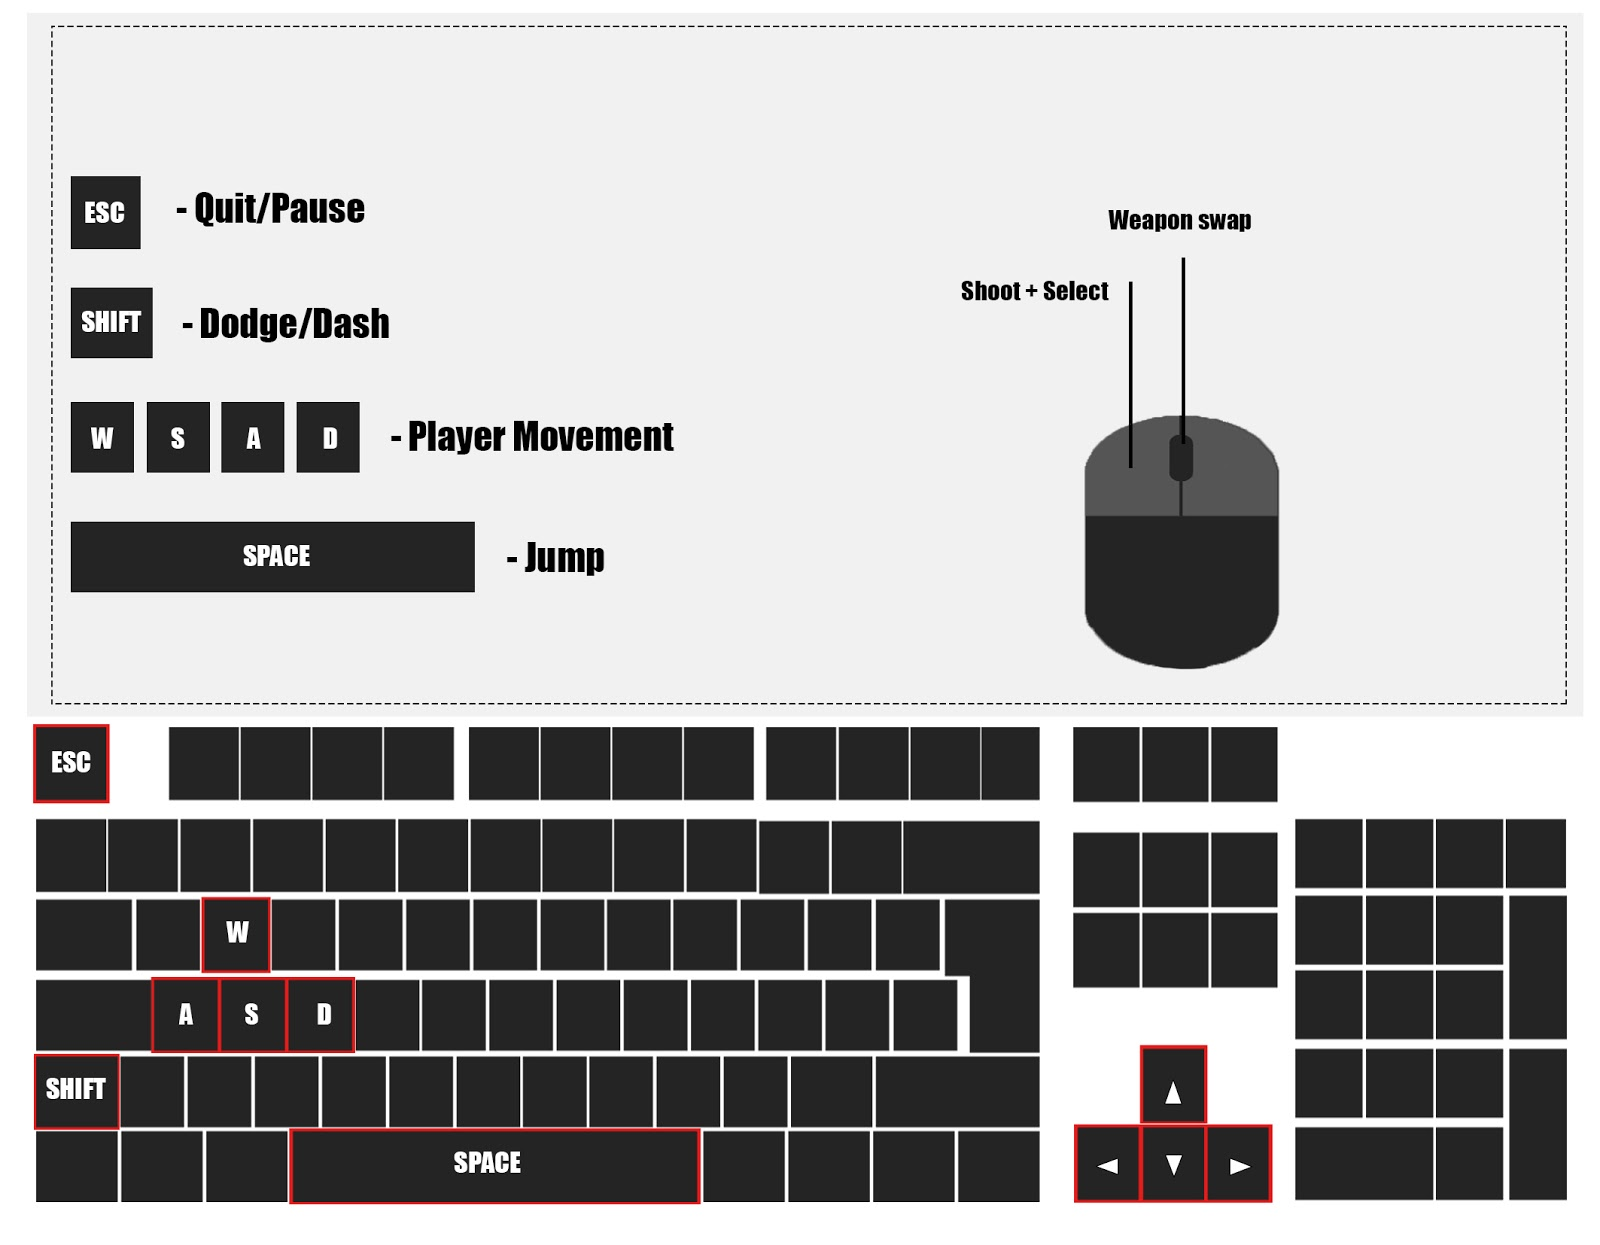 ESC - Quit/Pause
Weapon swap
Shoot + Select
SHIFT - Dodge/Dash
W S A D - Player Movement
SPACE - Jump
ESC
W
A S D
SHIFT
SPACE